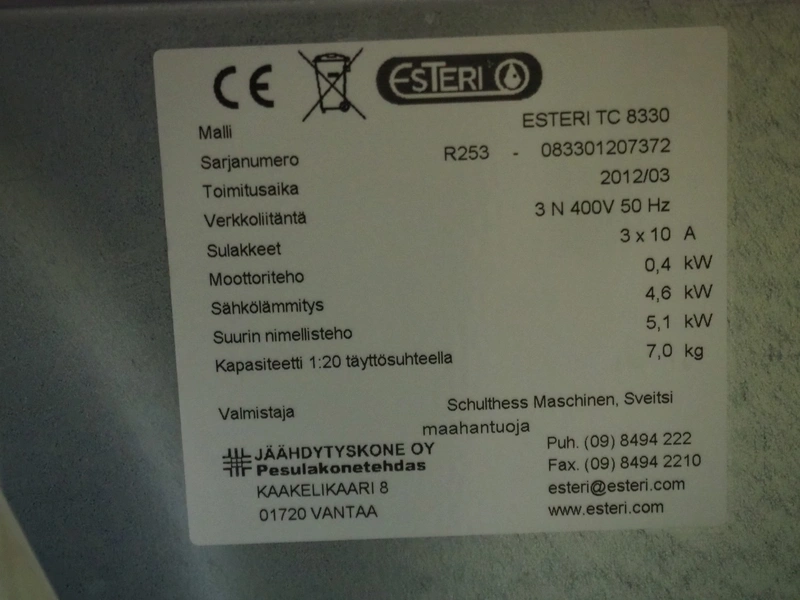 CE ESTERI
Malli ESTERI TC 8330
Sarjanumero R253 - 083301207372
Toimitusaika 2012/03
Verkkoliitäntä 3 N 400V 50 Hz
Sulakkeet 3 x 10 A
Moottoriteho 0,4 kW
Sähkölämmitys 4,6 kW
Suurin nimellisteho 5,1 kW
Kapasiteetti 1:20 täyttösuhteella 7,0 kg
Valmistaja Schulthess Maschinen, Sveitsi
maahantuoja
JÄÄHDYTYSKONE OY Puh. (09) 8494 222
Pesulakonetehdas Fax. (09) 8494 2210
KAAKELIKAARI 8 esteri@esteri.com
01720 VANTAA www.esteri.com